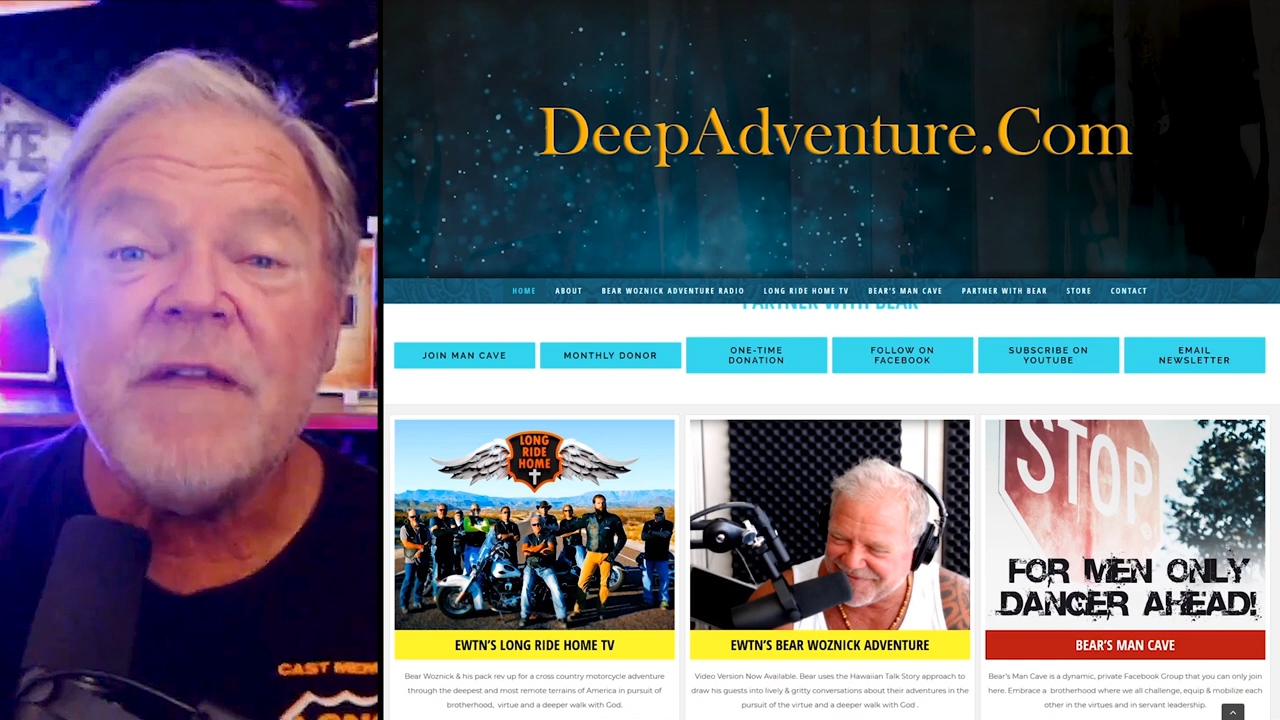 DeepAdventure.Com
HOME ABOUT BEAR WOZNICK ADVENTURE RADIO LONG RIDE HOME TV BEAR'S MAN CAVE PARTNER WITH BEAR STORE CONTACT
PARTNER WITH BEAR
JOIN MAN CAVE
MONTHLY DONOR
ONE-TIME
DONATION
FOLLOW ON
FACEBOOK
SUBSCRIBE ON
YOUTUBE
EMAIL
NEWSLETTER
LONG
RIDE
HOME
EWTN'S LONG RIDE HOME TV
Bear Woznick & his pack rev up for a cross country motorcycle adventure
through the deepest and most remote terrains of America in pursuit of
brotherhood, virtue and a deeper walk with God.
EWTN'S BEAR WOZNICK ADVENTURE
Video Version Now Available. Bear uses the Hawaiian Talk Story approach to
draw his guests into lively & gritty conversations about their adventures in the
pursuit of the virtue and a deeper walk with God .
STOP
FOR MEN ONLY
DANGER AHEAD!
BEAR'S MAN CAVE
Bear's Man Cave is a dynamic, private Facebook Group that you can only join
here. Embrace a brotherhood where we all challenge, equip & mobilize each
other in the virtues and in servant leadership.
CAST